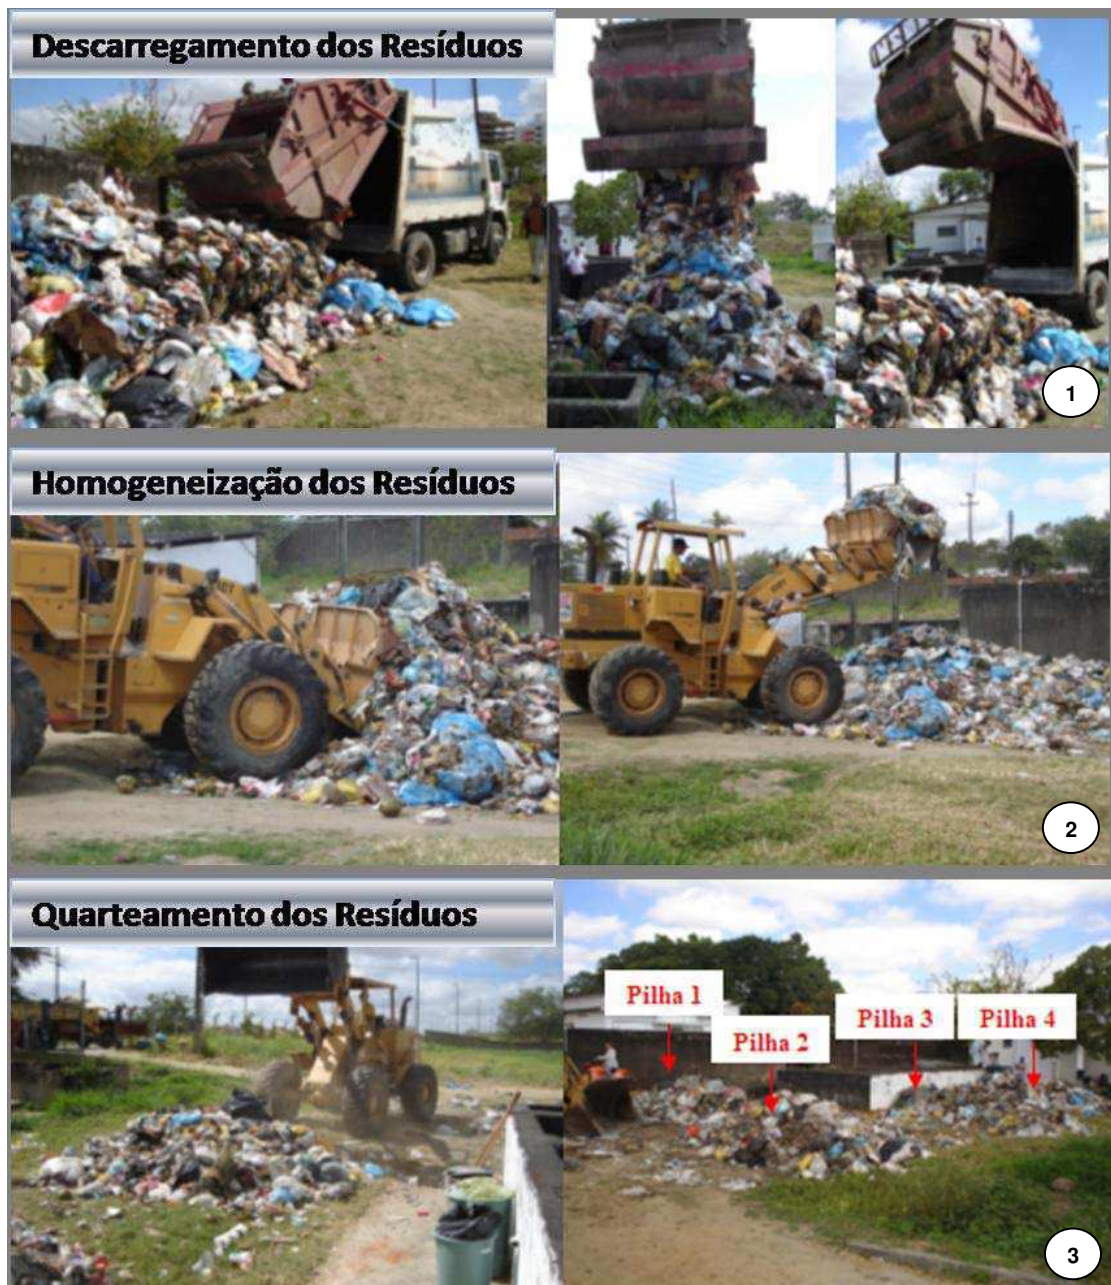 Descarregamento dos Resíduos
1
Homogeneização dos Resíduos
2
Quarteamento dos Resíduos
Pilha 1
Pilha 2
Pilha 3
Pilha 4
3